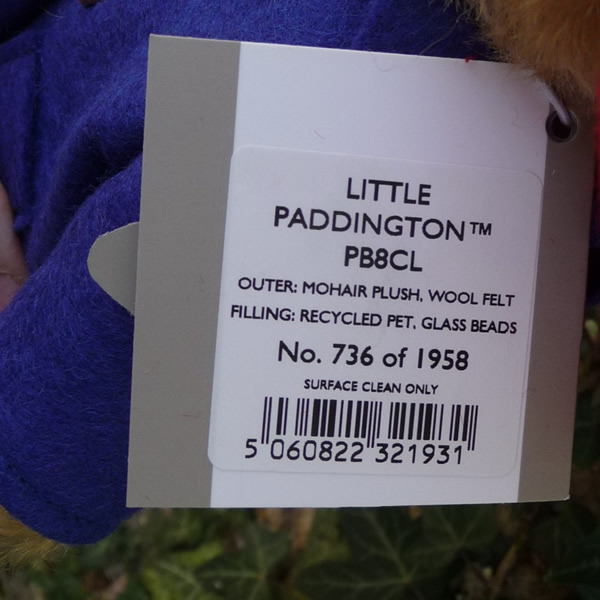 LITTLE
PADDINGTON™
PB8CL
OUTER: MOHAIR PLUSH, WOOL FELT
FILLING: RECYCLED PET, GLASS BEADS
No. 736 of 1958
SURFACE CLEAN ONLY
5 060822 321931